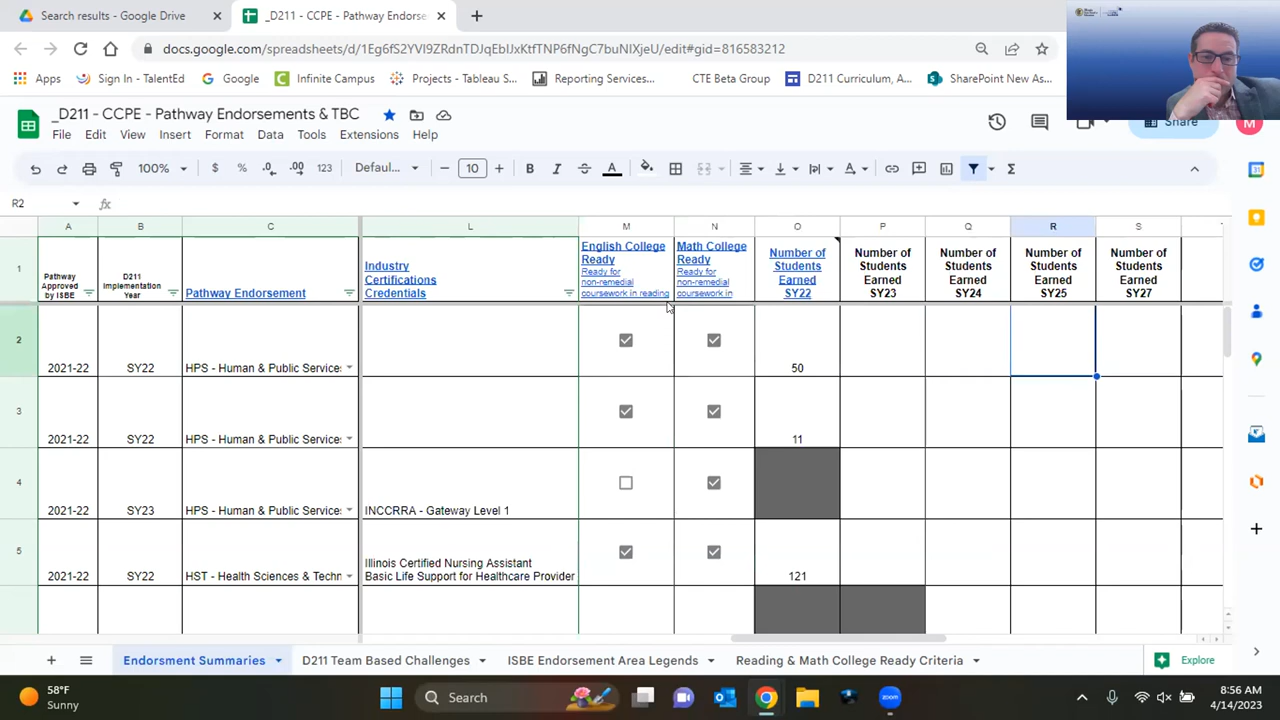 Search results - Google Drive
_D211 - CCPE - Pathway Endorse
docs.google.com/spreadsheets/d/1Eg6fS2YVI9ZRdnTDJqEbIJxKtfTNP6fNgC7buNIXjeU/edit#gid=816583212
Apps
Sign In - TalentEd
Google
Infinite Campus
Projects - Tableau S...
Reporting Services...
CTE Beta Group
D211 Curriculum, A...
SharePoint New As...
_D211 - CCPE - Pathway Endorsements & TBC
Share
M
File Edit View Insert Format Data Tools Extensions Help
100% $ % .0 .00 123 Defaul... 10 B I A
R2 fx
A B C L M N O P Q R S
1
Pathway
Approved
by ISBE
D211
Implementation
Year
Pathway Endorsement
Industry
Certifications
Credentials
English College
Ready
Ready for
non-remedial
coursework in reading
Math College
Ready
Ready for
non-remedial
coursework in
Number of
Students
Earned
SY22
Number of
Students
Earned
SY23
Number of
Students
Earned
SY24
Number of
Students
Earned
SY25
Number of
Students
Earned
SY27
2 2021-22 SY22 HPS - Human & Public Service: 50
3 2021-22 SY22 HPS - Human & Public Service: 11
4 2021-22 SY23 HPS - Human & Public Service: INCCRRA - Gateway Level 1
5 2021-22 SY22 HST - Health Sciences & Techn
Illinois Certified Nursing Assistant
Basic Life Support for Healthcare Provider
121
Endorsment Summaries D211 Team Based Challenges ISBE Endorsement Area Legends Reading & Math College Ready Criteria Explore
58°F
Sunny
Search
8:56 AM
4/14/2023